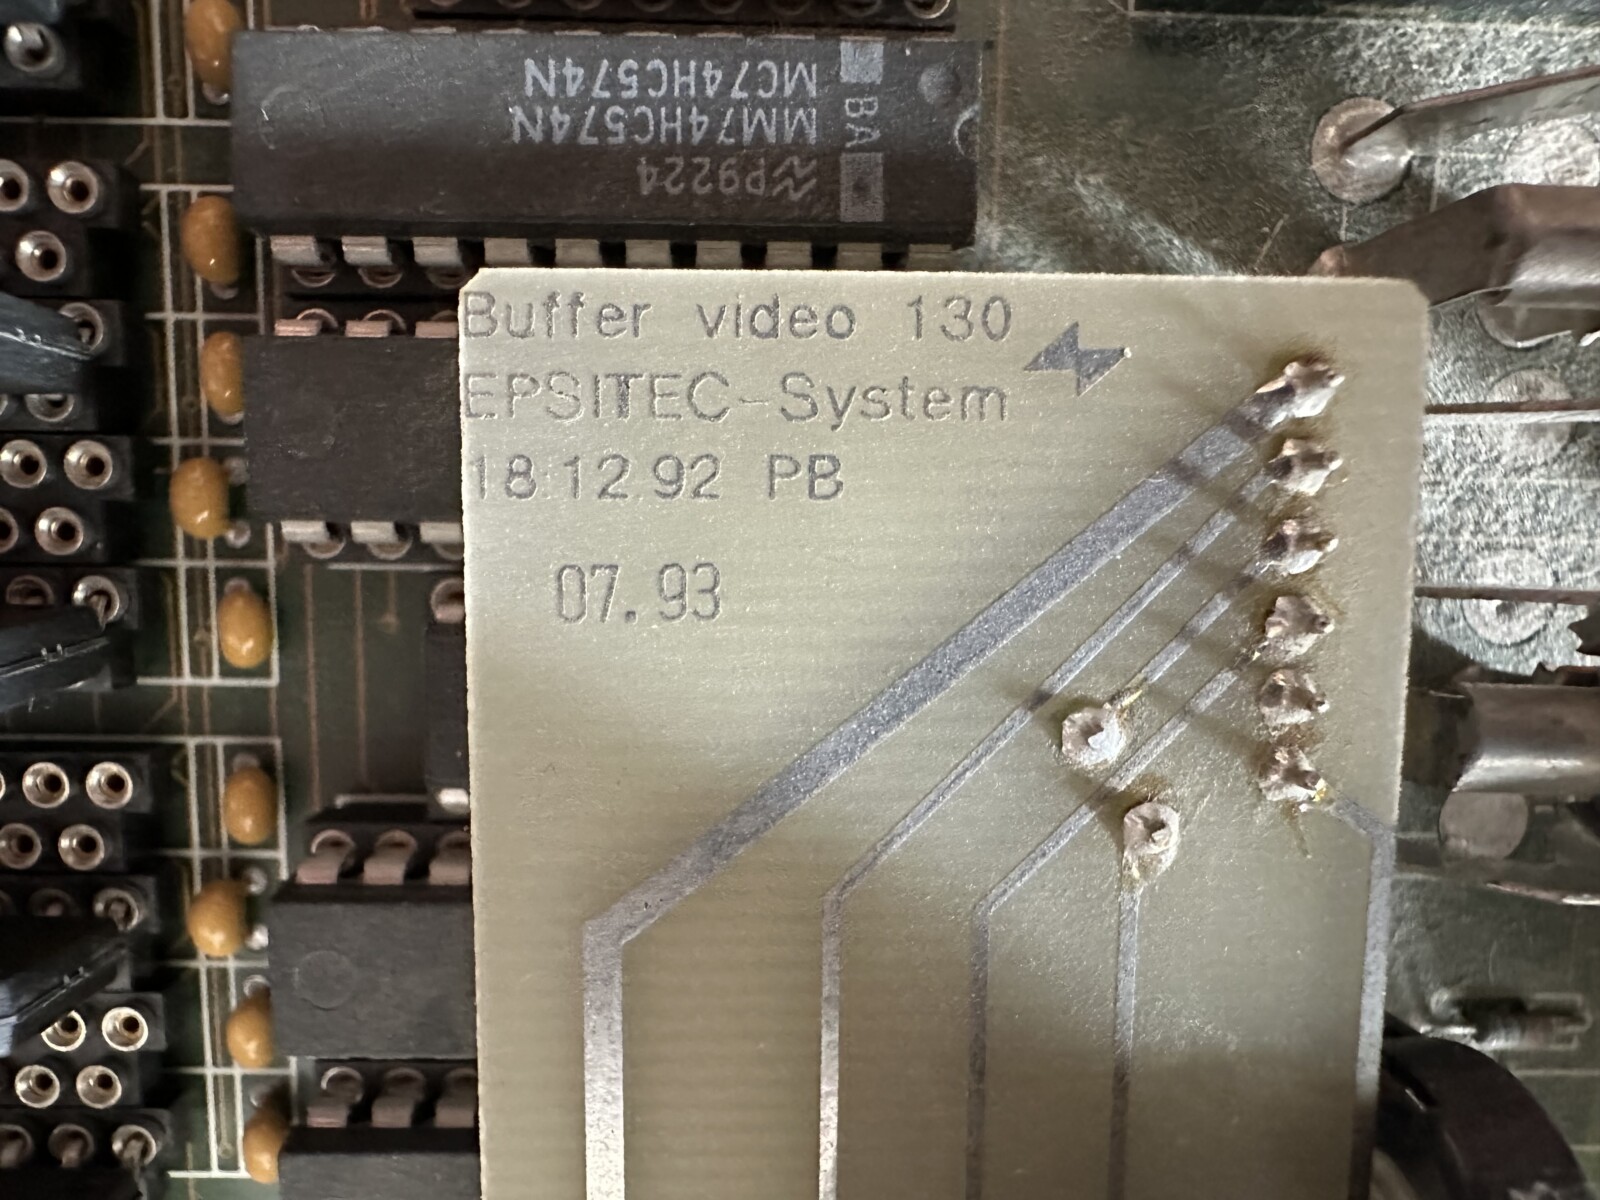 MC74HC574N
MM74HC574N
P9224
BA
Buffer video 130
EPSITEC-System
18.12.92 PB
07.93